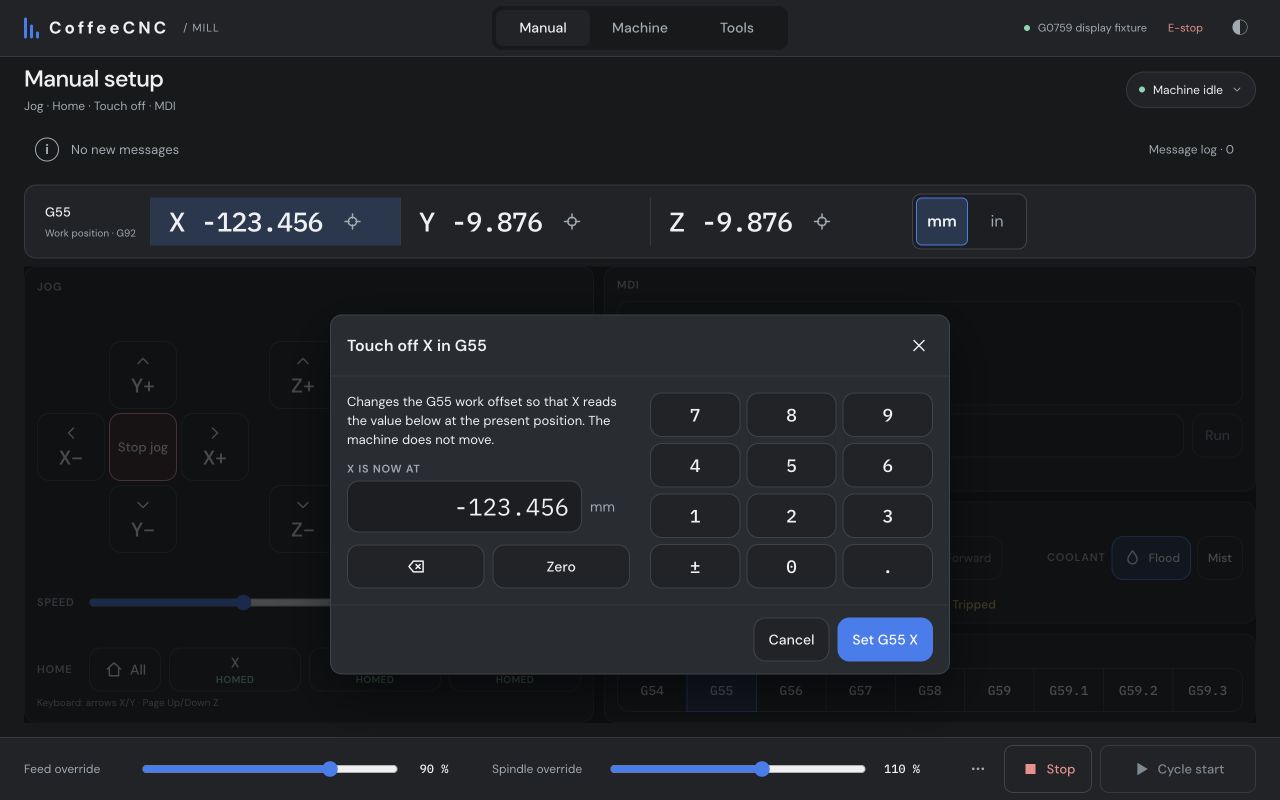 CoffeeCNC / MILL
Manual Machine Tools
G0759 display fixture E-stop
Manual setup
Jog · Home · Touch off · MDI
Machine idle
No new messages
Message log · 0
G55
Work position · G92
X -123.456
Y -9.876
Z -9.876
mm in
JOG
Y+
Z+
X−
Stop jog
X+
Y−
Z−
SPEED
HOME
All
X
HOMED
HOMED
HOMED
Keyboard: arrows X/Y · Page Up/Down Z
MDI
Run
Touch off X in G55
Changes the G55 work offset so that X reads
the value below at the present position. The
machine does not move.
X IS NOW AT
-123.456 mm
Zero
7 8 9
4 5 6
1 2 3
± 0 .
Cancel
Set G55 X
COOLANT
Flood
Mist
Tripped
G54 G55 G56 G57 G58 G59 G59.1 G59.2 G59.3
Feed override 90 %
Spindle override 110 %
Stop
Cycle start